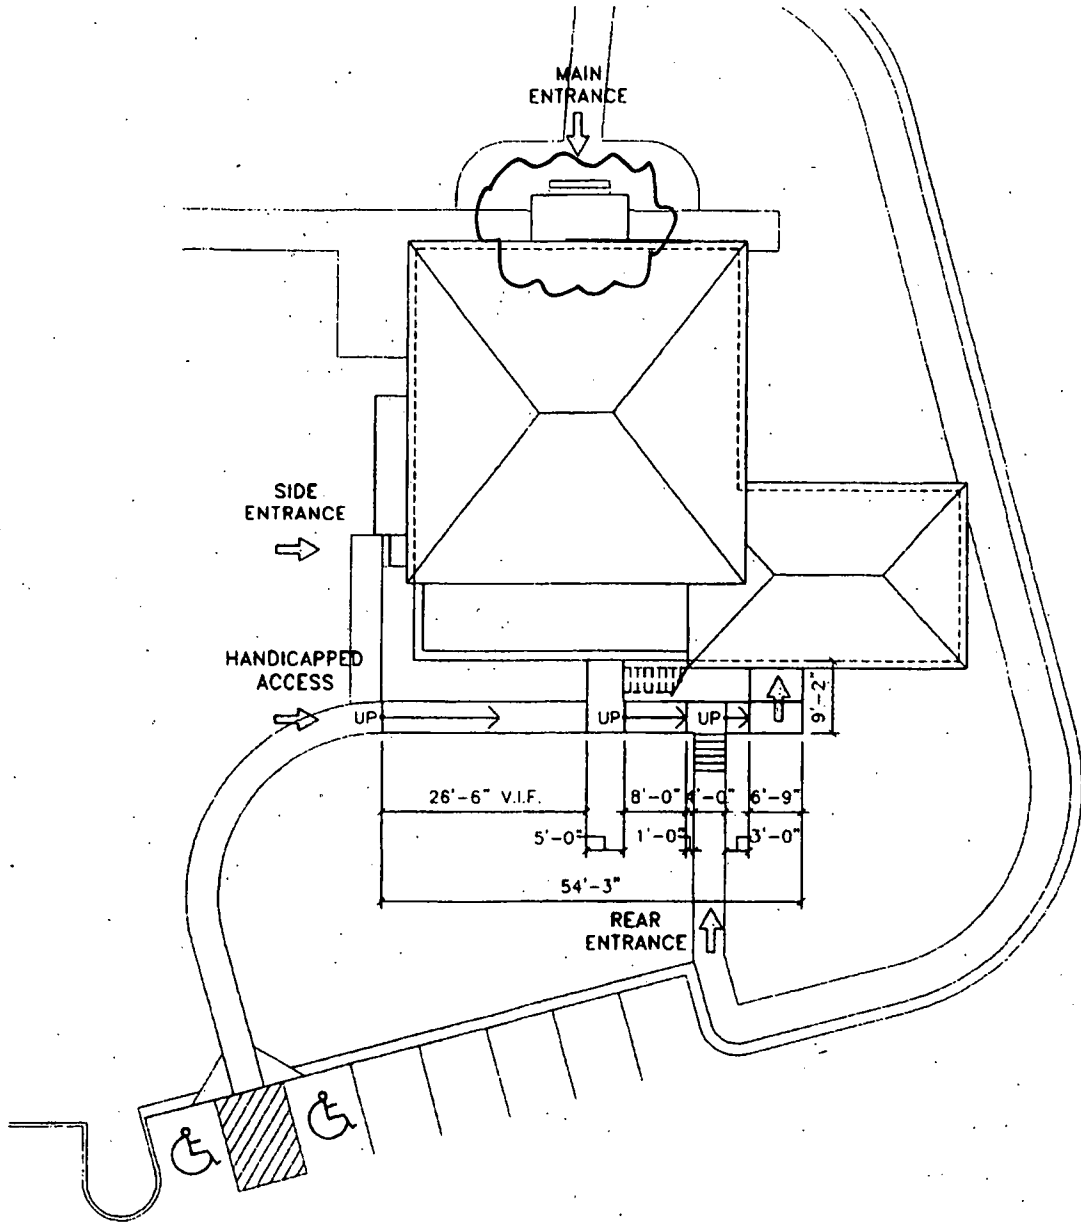 MAIN
ENTRANCE
SIDE
ENTRANCE
HANDICAPPED
ACCESS
UP
UP
UP
9'-2"
26'-6" V.I.F.
8'-0"
4'-0"
6'-9"
5'-0"
1'-0"
3'-0"
54'-3"
REAR
ENTRANCE